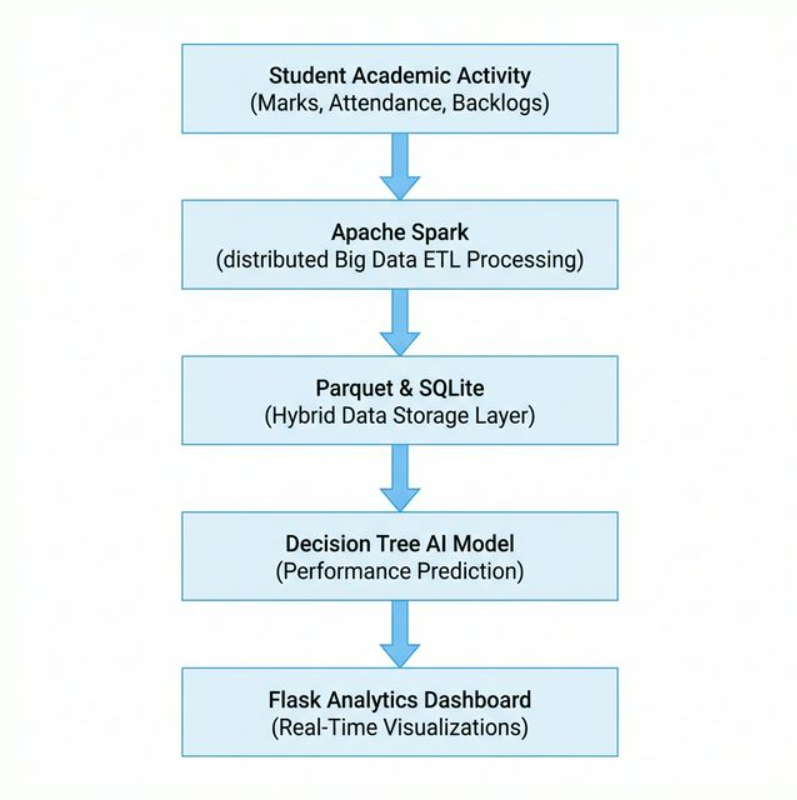 Student Academic Activity
(Marks, Attendance, Backlogs)
Apache Spark
(distributed Big Data ETL Processing)
Parquet & SQLite
(Hybrid Data Storage Layer)
Decision Tree AI Model
(Performance Prediction)
Flask Analytics Dashboard
(Real-Time Visualizations)